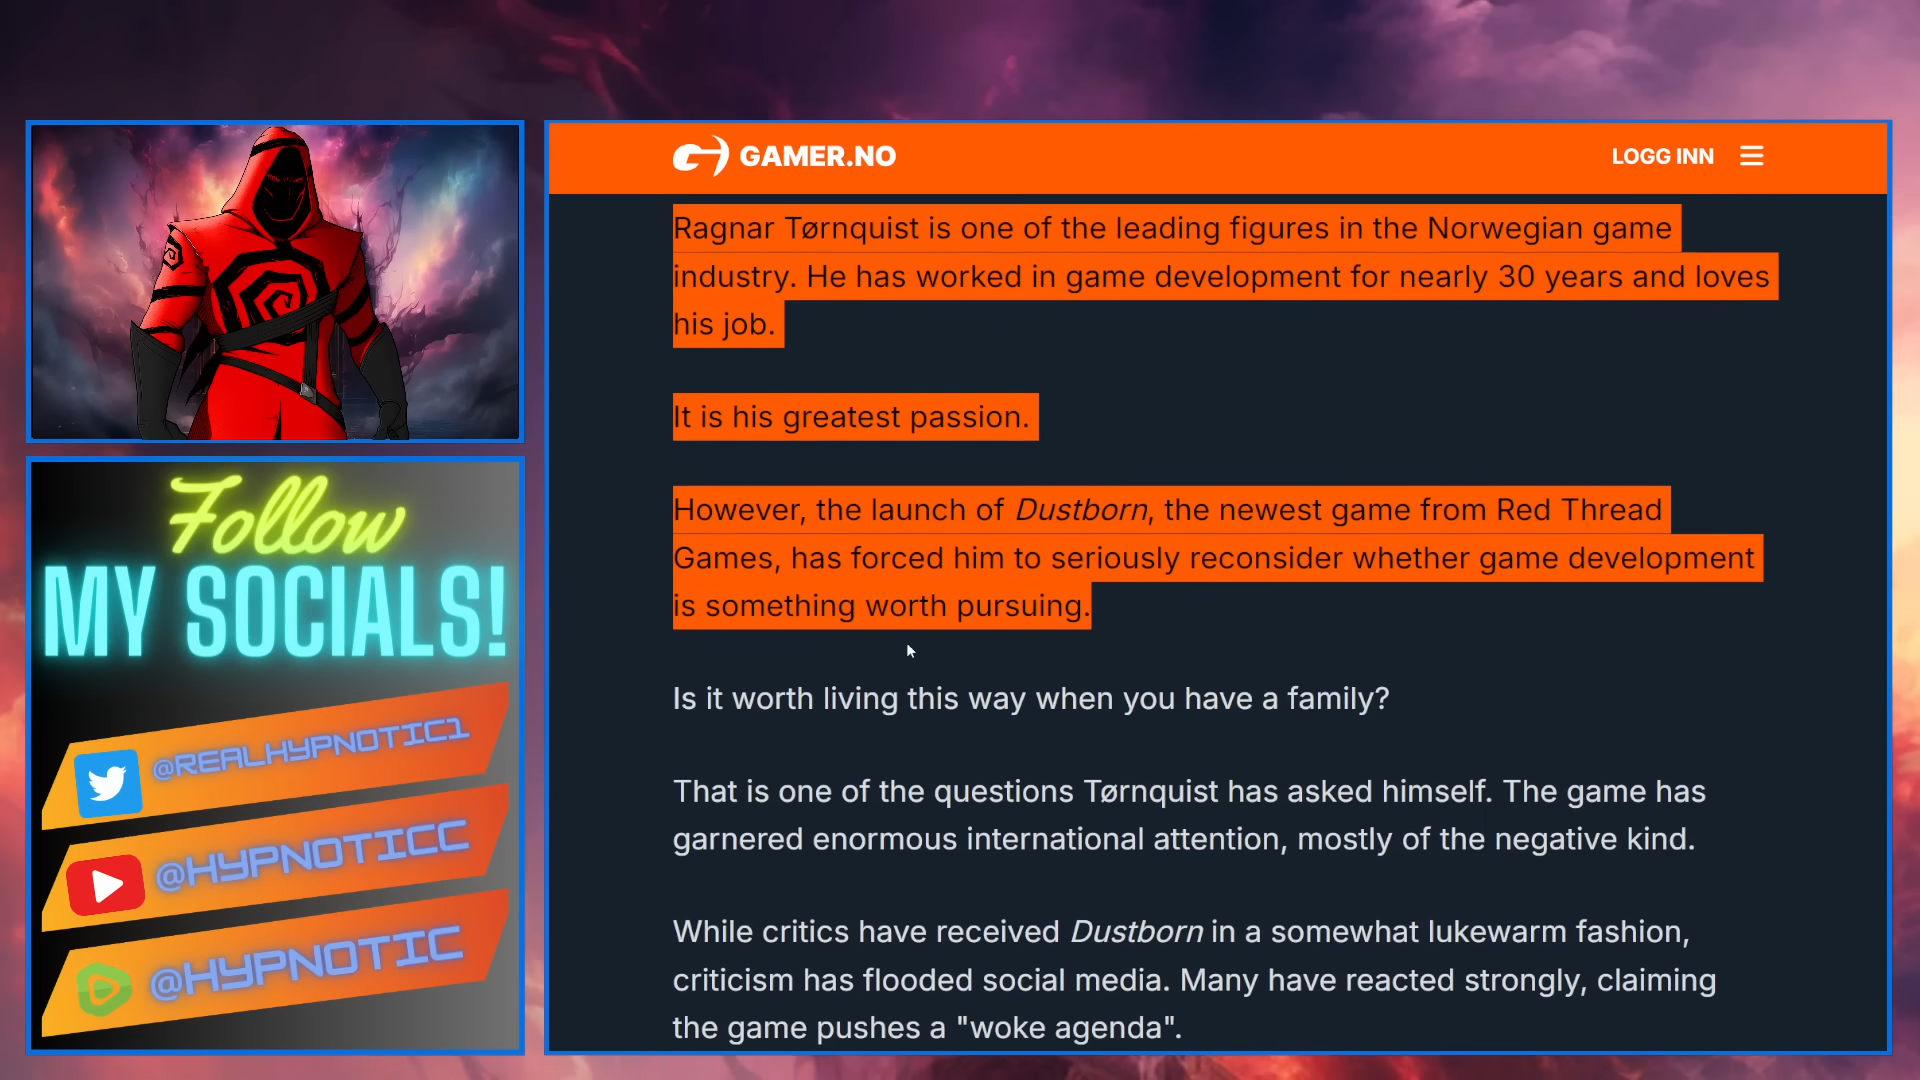 GAMER.NO
LOGG INN
Ragnar Tørnquist is one of the leading figures in the Norwegian game
industry. He has worked in game development for nearly 30 years and loves
his job.
It is his greatest passion.
However, the launch of Dustborn, the newest game from Red Thread
Games, has forced him to seriously reconsider whether game development
is something worth pursuing.
Is it worth living this way when you have a family?
That is one of the questions Tørnquist has asked himself. The game has
garnered enormous international attention, mostly of the negative kind.
While critics have received Dustborn in a somewhat lukewarm fashion,
criticism has flooded social media. Many have reacted strongly, claiming
the game pushes a "woke agenda".
Follow
MY SOCIALS!
@REALHYPNOTIC1
@HYPNOTICC
@HYPNOTIC